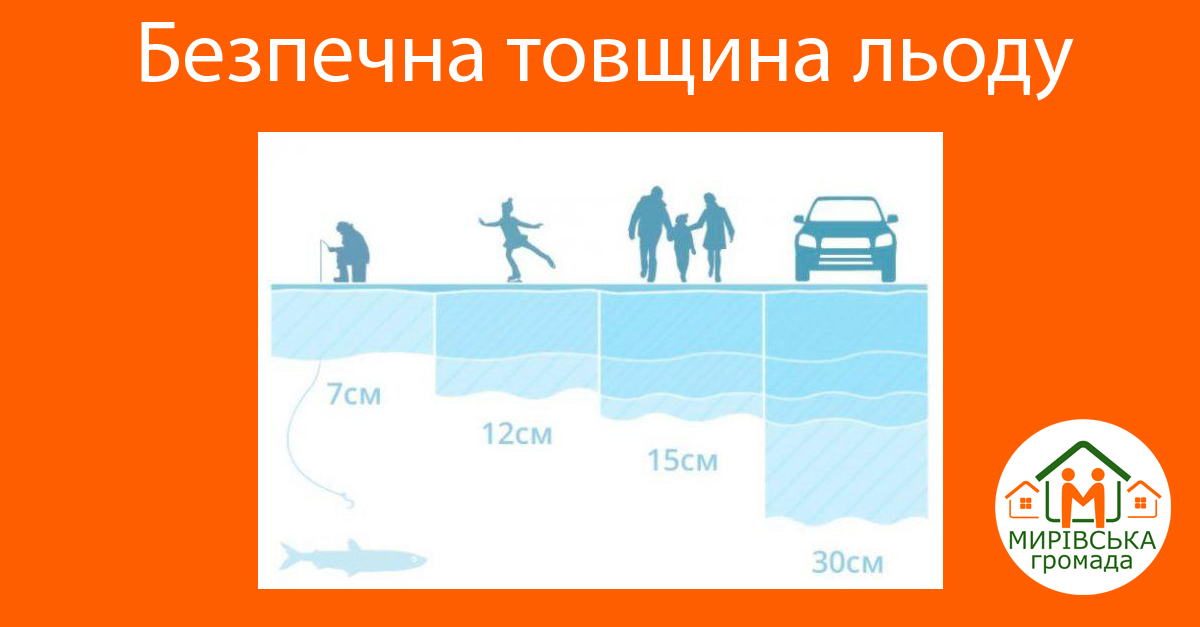 Безпечна товщина льоду
7см
12см
15см
30см
МИРІВСЬКА
громада